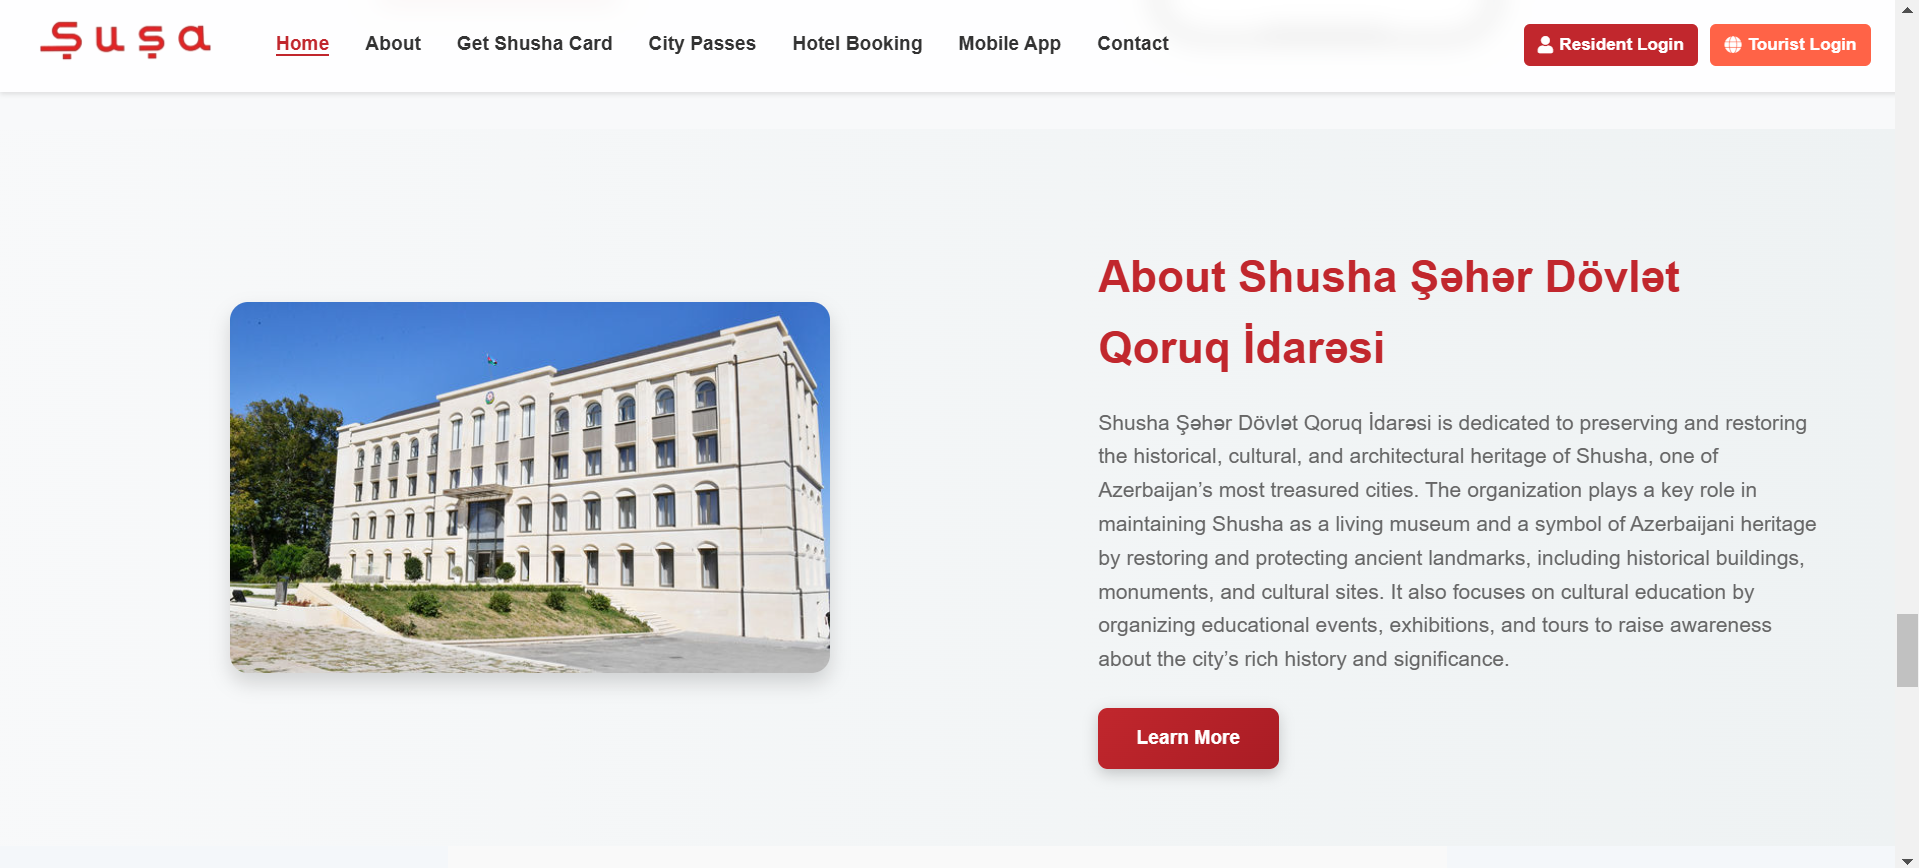 Şuşa
Home About Get Shusha Card City Passes Hotel Booking Mobile App Contact Resident Login Tourist Login
About Shusha Şəhər Dövlət
Qoruq İdarəsi
Shusha Şəhər Dövlət Qoruq İdarəsi is dedicated to preserving and restoring
the historical, cultural, and architectural heritage of Shusha, one of
Azerbaijan’s most treasured cities. The organization plays a key role in
maintaining Shusha as a living museum and a symbol of Azerbaijani heritage
by restoring and protecting ancient landmarks, including historical buildings,
monuments, and cultural sites. It also focuses on cultural education by
organizing educational events, exhibitions, and tours to raise awareness
about the city’s rich history and significance.
Learn More